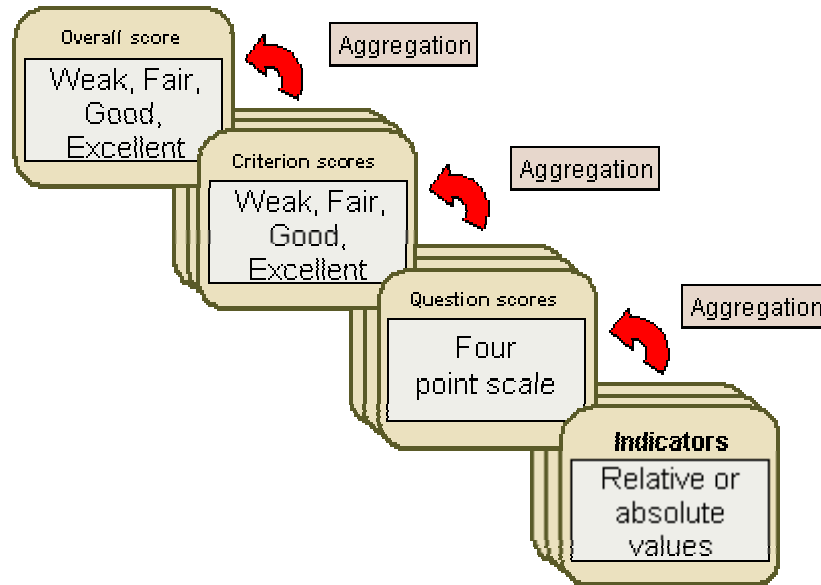 Overall score
Weak, Fair,
Good,
Excellent
Aggregation
Criterion scores
Weak, Fair,
Good,
Excellent
Aggregation
Question scores
Four
point scale
Aggregation
Indicators
Relative or
absolute
values